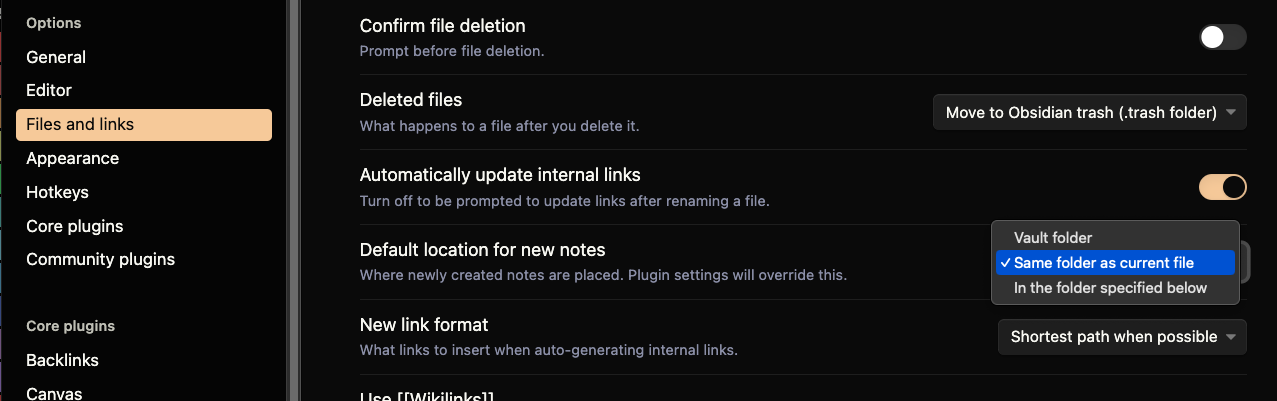 Options
General
Editor
Files and links
Appearance
Hotkeys
Core plugins
Community plugins
Core plugins
Backlinks
Canvas
Confirm file deletion
Prompt before file deletion.
Deleted files
What happens to a file after you delete it.
Move to Obsidian trash (.trash folder)
Automatically update internal links
Turn off to be prompted to update links after renaming a file.
Default location for new notes
Where newly created notes are placed. Plugin settings will override this.
Vault folder
✓ Same folder as current file
In the folder specified below
New link format
What links to insert when auto-generating internal links.
Shortest path when possible
Use [[Wikilinks]]